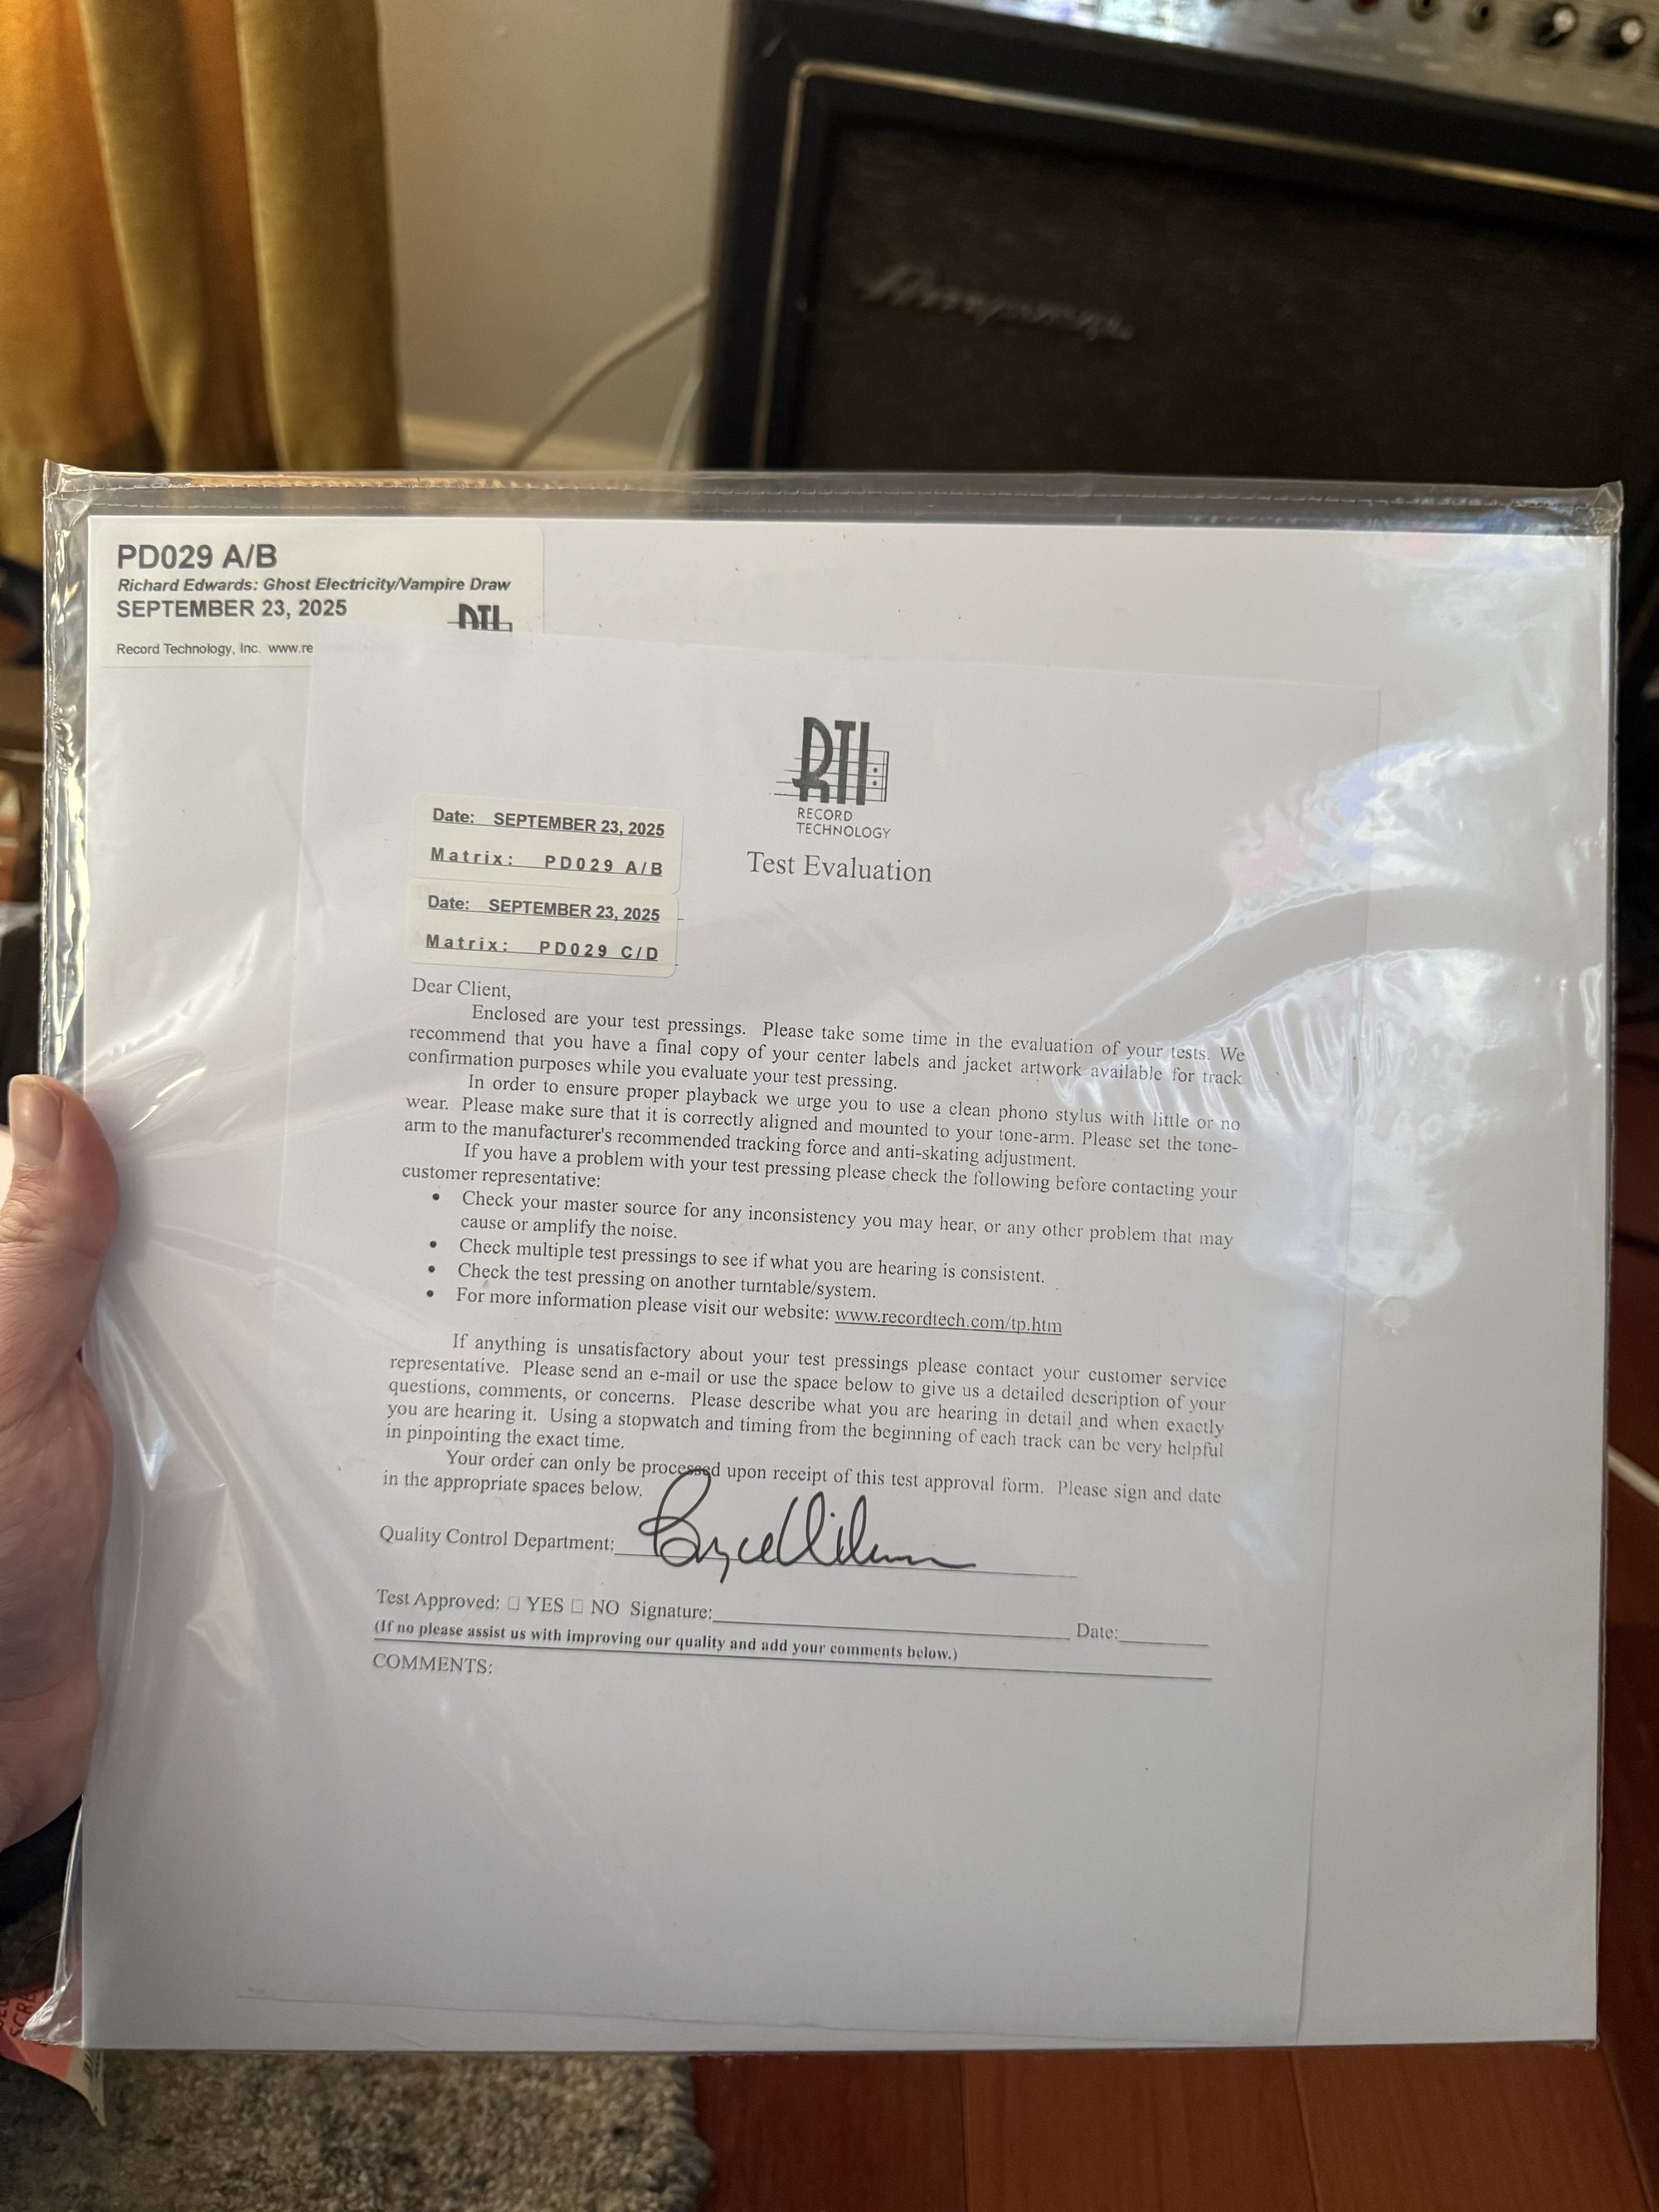 PD029 A/B
Richard Edwards: Ghost Electricity/Vampire Draw
SEPTEMBER 23, 2025
RTI
Record Technology, Inc. www.re
RTI
RECORD
TECHNOLOGY
Test Evaluation
Date: SEPTEMBER 23, 2025
Matrix: PD029 A/B
Date: SEPTEMBER 23, 2025
Matrix: PD029 C/D
Dear Client,
Enclosed are your test pressings. Please take some time in the evaluation of your tests. We
recommend that you have a final copy of your center labels and jacket artwork available for track
confirmation purposes while you evaluate your test pressing.
In order to ensure proper playback we urge you to use a clean phono stylus with little or no
wear. Please make sure that it is correctly aligned and mounted to your tone-arm. Please set the tone-
arm to the manufacturer's recommended tracking force and anti-skating adjustment.
If you have a problem with your test pressing please check the following before contacting your
customer representative:
• Check your master source for any inconsistency you may hear, or any other problem that may
cause or amplify the noise.
• Check multiple test pressings to see if what you are hearing is consistent.
• Check the test pressing on another turntable/system.
• For more information please visit our website: www.recordtech.com/tp.htm
If anything is unsatisfactory about your test pressings please contact your customer service
representative. Please send an e-mail or use the space below to give us a detailed description of your
questions, comments, or concerns. Please describe what you are hearing in detail and when exactly
you are hearing it. Using a stopwatch and timing from the beginning of each track can be very helpful
in pinpointing the exact time.
Your order can only be processed upon receipt of this test approval form. Please sign and date
in the appropriate spaces below.
Quality Control Department:
Test Approved: □ YES □ NO Signature: Date:
(If no please assist us with improving our quality and add your comments below.)
COMMENTS: